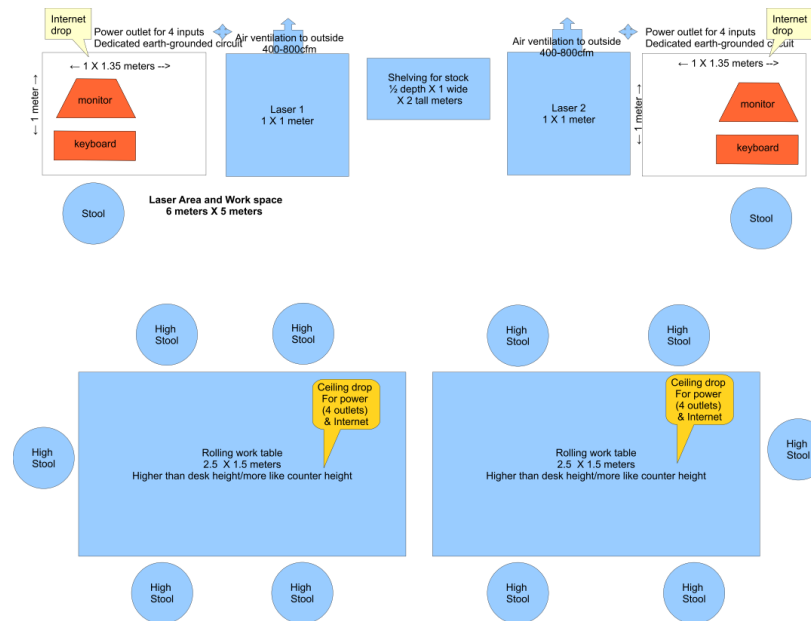 Internet
drop
Power outlet for 4 inputs
Dedicated earth-grounded circuit
Air ventilation to outside
400-800cfm
Air ventilation to outside
400-800cfm
Power outlet for 4 inputs
Dedicated earth-grounded circuit
Internet
drop
← 1 X 1.35 meters -->
← 1 meter →
monitor
keyboard
Laser 1
1 X 1 meter
Shelving for stock
½ depth X 1 wide
X 2 tall meters
Laser 2
1 X 1 meter
← 1 X 1.35 meters -->
← 1 meter →
monitor
keyboard
Stool
Laser Area and Work space
6 meters X 5 meters
Stool
High
Stool
High
Stool
High
Stool
High
Stool
Ceiling drop
For power
(4 outlets)
& Internet
Ceiling drop
For power
(4 outlets)
& Internet
High
Stool
Rolling work table
2.5 X 1.5 meters
Higher than desk height/more like counter height
Rolling work table
2.5 X 1.5 meters
Higher than desk height/more like counter height
High
Stool
High
Stool
High
Stool
High
Stool
High
Stool